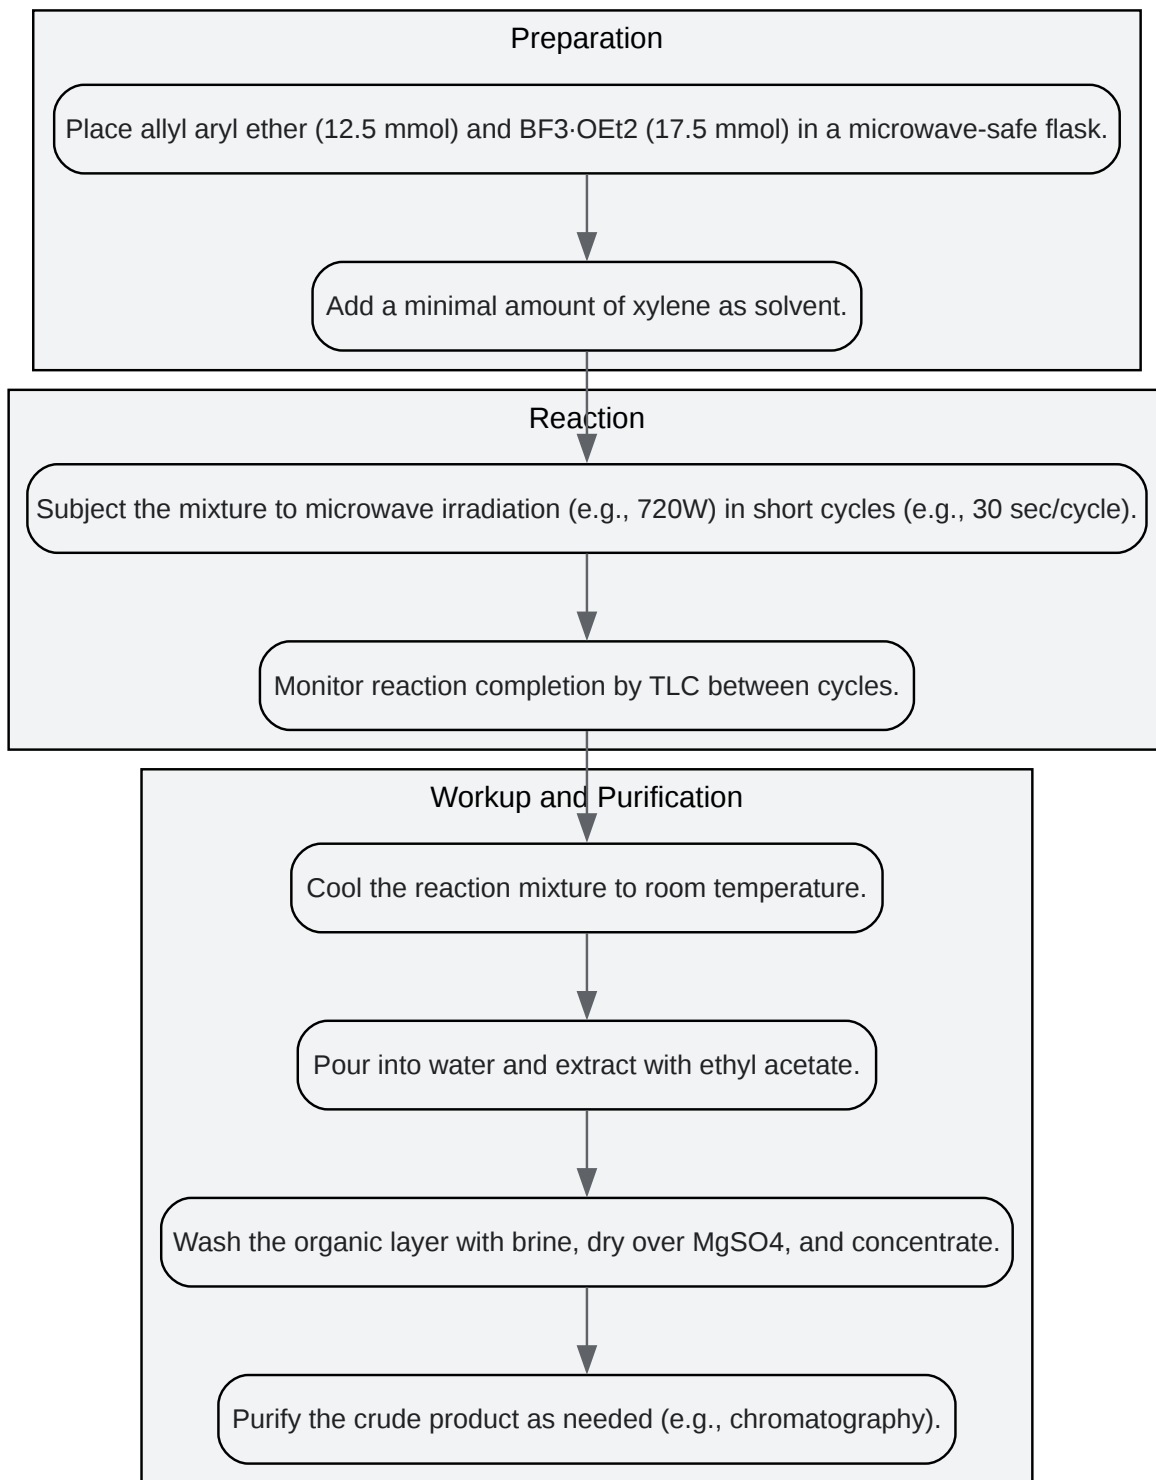 Preparation
Place allyl aryl ether (12.5 mmol) and BF3·OEt2 (17.5 mmol) in a microwave-safe flask.
Add a minimal amount of xylene as solvent.
Reaction
Subject the mixture to microwave irradiation (e.g., 720W) in short cycles (e.g., 30 sec/cycle).
Monitor reaction completion by TLC between cycles.
Workup and Purification
Cool the reaction mixture to room temperature.
Pour into water and extract with ethyl acetate.
Wash the organic layer with brine, dry over MgSO4, and concentrate.
Purify the crude product as needed (e.g., chromatography).